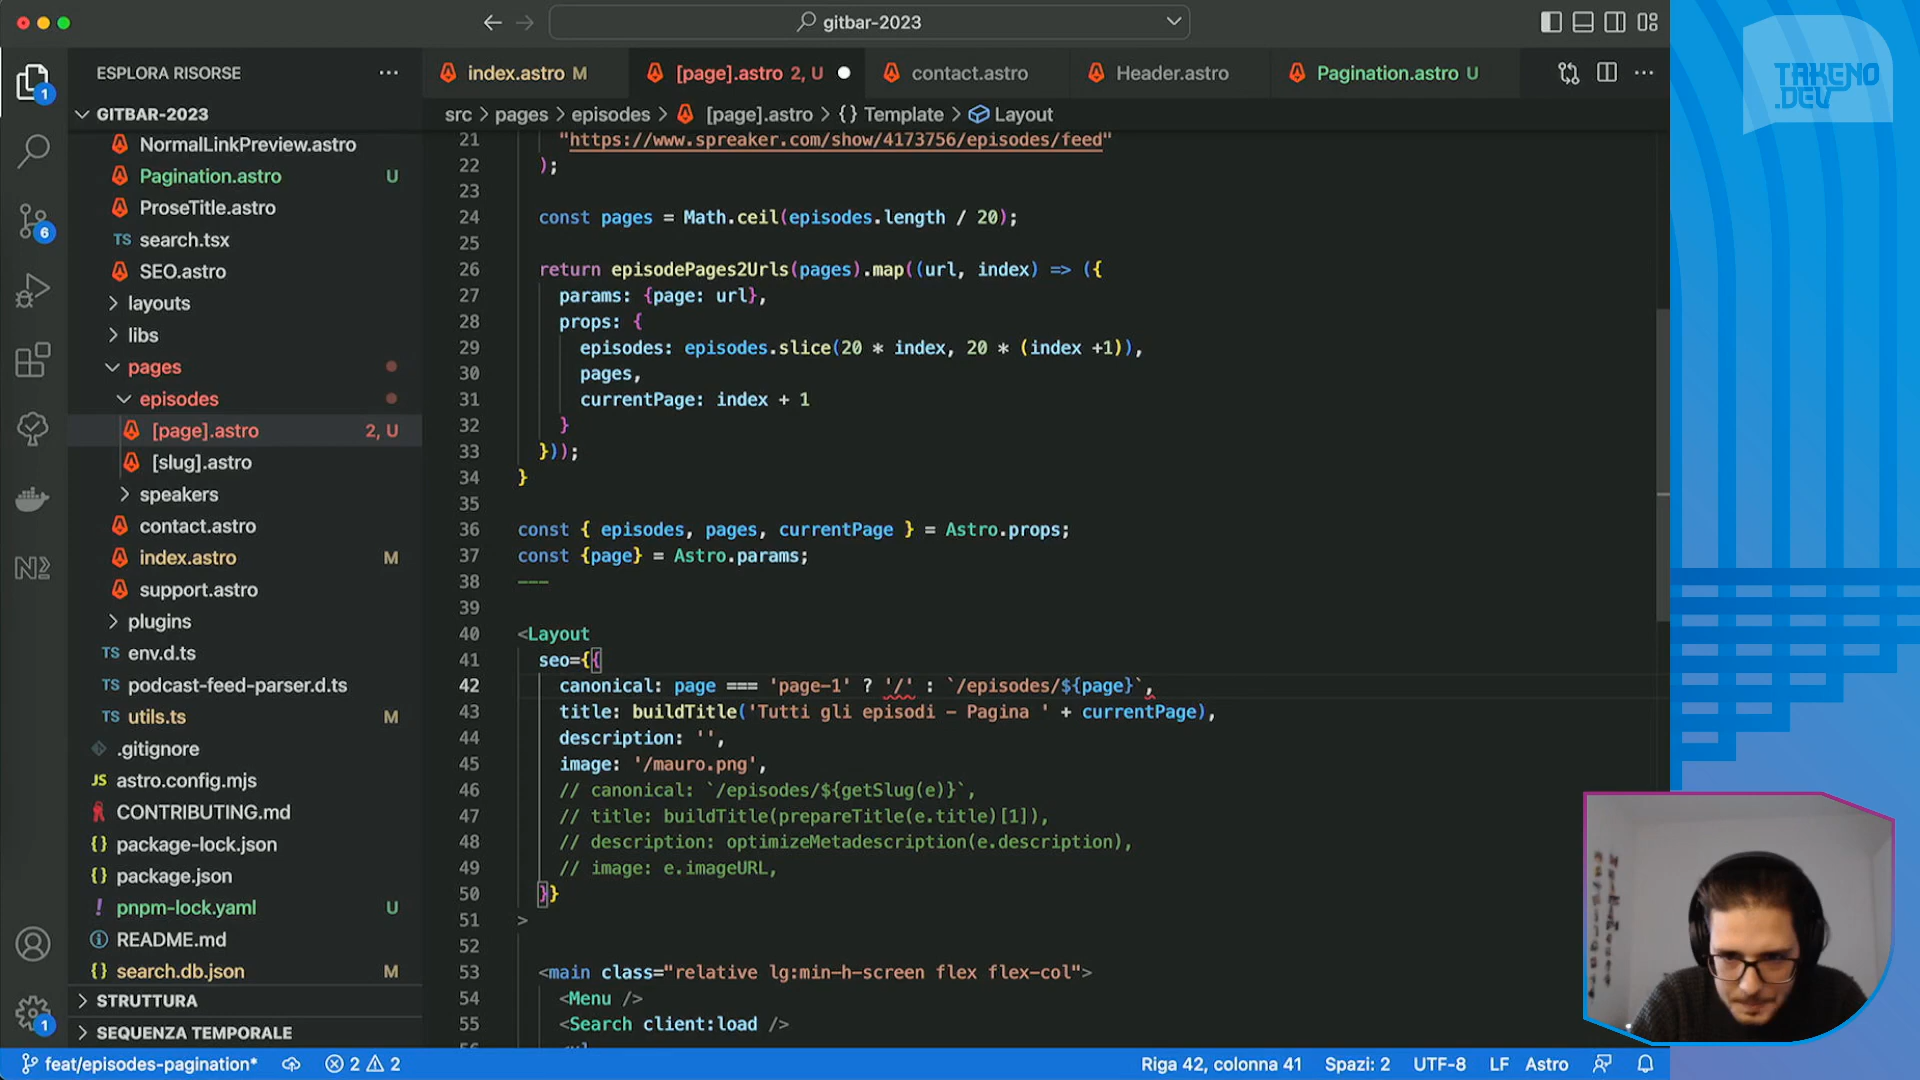 gitbar-2023
ESPLORA RISORSE
index.astro M
[page].astro 2, U
contact.astro
Header.astro
Pagination.astro U
TAKENO
.DEV
GITBAR-2023
src > pages > episodes > [page].astro > {} Template > Layout
NormalLinkPreview.astro
Pagination.astro U
ProseTitle.astro
TS search.tsx
SEO.astro
layouts
libs
pages
episodes
[page].astro 2, U
[slug].astro
speakers
contact.astro
index.astro M
support.astro
plugins
TS env.d.ts
TS podcast-feed-parser.d.ts
TS utils.ts M
.gitignore
JS astro.config.mjs
CONTRIBUTING.md
{} package-lock.json
{} package.json
! pnpm-lock.yaml U
README.md
{} search.db.json M
STRUTTURA
SEQUENZA TEMPORALE
1
6
1
21 "https://www.spreaker.com/show/4173756/episodes/feed"
22 );
23
24 const pages = Math.ceil(episodes.length / 20);
25
26 return episodePages2Urls(pages).map((url, index) => ({
27 params: {page: url},
28 props: {
29 episodes: episodes.slice(20 * index, 20 * (index +1)),
30 pages,
31 currentPage: index + 1
32 }
33 }));
34 }
35
36 const { episodes, pages, currentPage } = Astro.props;
37 const {page} = Astro.params;
38 ---
39
40 <Layout
41 seo={{
42 canonical: page === 'page-1' ? '/' : `/episodes/${page}`,
43 title: buildTitle('Tutti gli episodi - Pagina ' + currentPage),
44 description: '',
45 image: '/mauro.png',
46 // canonical: `/episodes/${getSlug(e)}`,
47 // title: buildTitle(prepareTitle(e.title)[1]),
48 // description: optimizeMetadescription(e.description),
49 // image: e.imageURL,
50 }}
51 >
52
53 <main class="relative lg:min-h-screen flex flex-col">
54 <Menu />
55 <Search client:load />
feat/episodes-pagination* 2 2
Riga 42, colonna 41 Spazi: 2 UTF-8 LF Astro